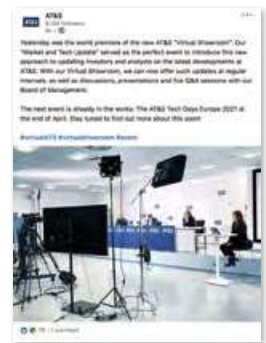 AT&S
Yesterday was the world premiere of the new AT&S "Virtual Showroom". Our
"Market and Tech Update" served as the perfect event to introduce this new
approach to updating investors and analysts on the latest developments at
AT&S. With our Virtual Showroom, we can now offer such updates at regular
intervals, as well as discussions, presentations and live Q&A sessions with our
Board of Management.
The next event is already in the works: The AT&S Tech Days Europe 2021 at
the end of April. Stay tuned to find out more about this soon!
#virtualATS #virtualshowroom #event